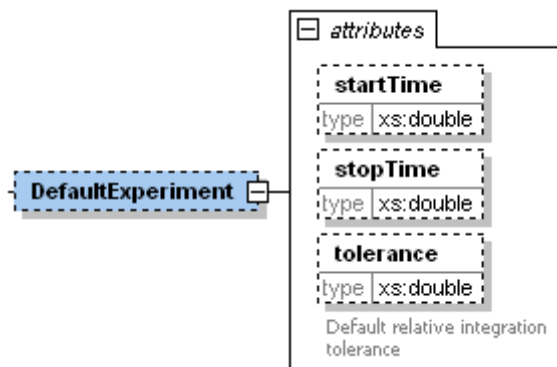 attributes
startTime
type xs:double
DefaultExperiment
stopTime
type xs:double
tolerance
type xs:double
Default relative integration
tolerance